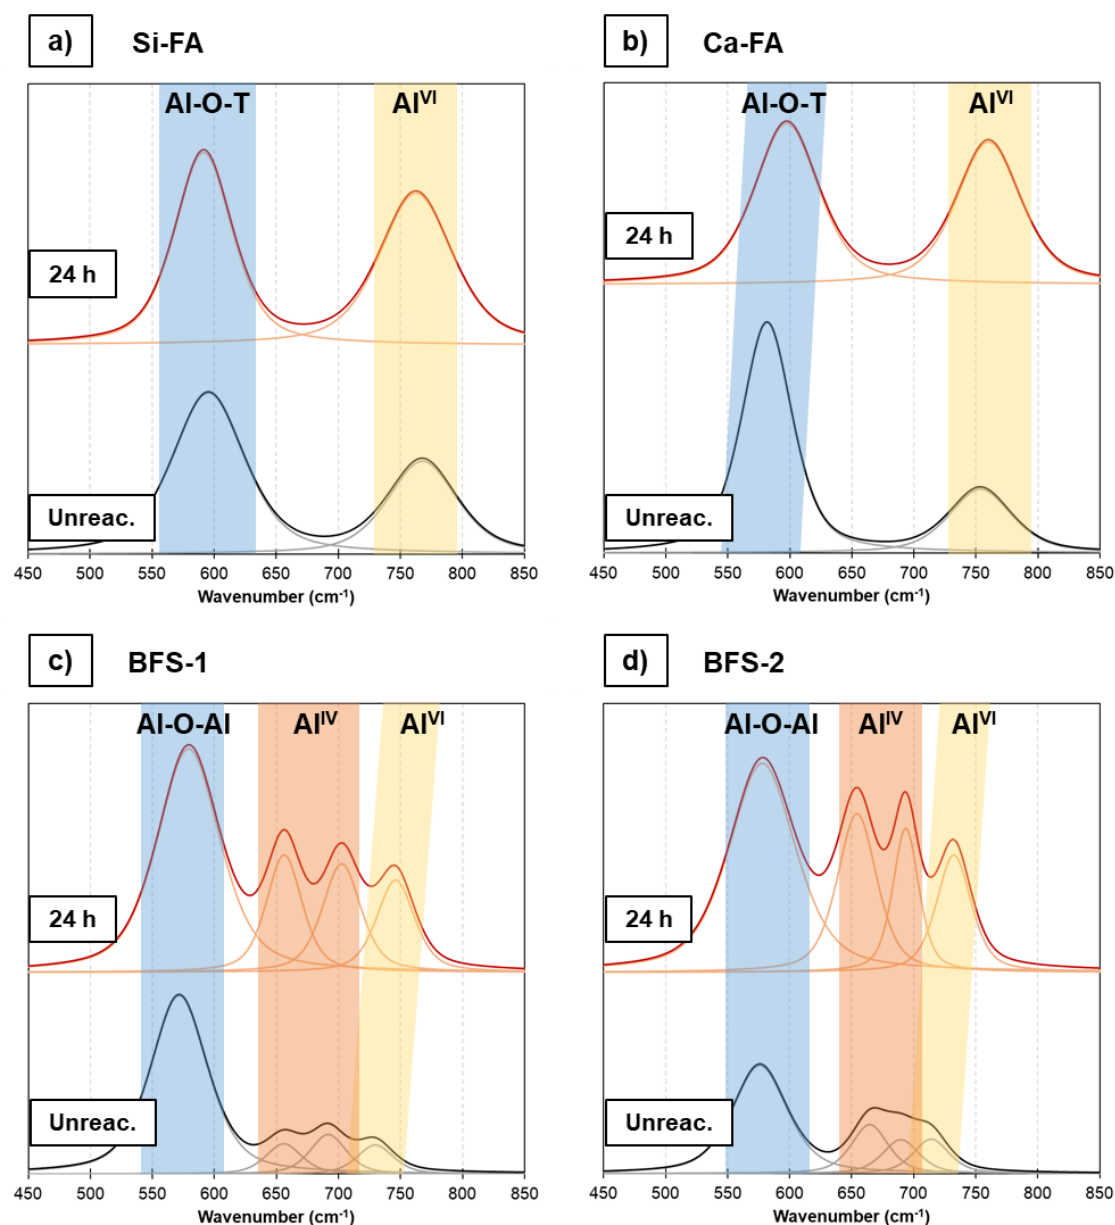 a) Si-FA
Al-O-T Al^VI
24 h
Unreac.
450 500 550 600 650 700 750 800 850
Wavenumber (cm⁻¹)
b) Ca-FA
Al-O-T Al^VI
24 h
Unreac.
450 500 550 600 650 700 750 800 850
Wavenumber (cm⁻¹)
c) BFS-1
Al-O-Al Al^IV Al^VI
24 h
Unreac.
450 500 550 600 650 700 750 800 850
Wavenumber (cm⁻¹)
d) BFS-2
Al-O-Al Al^IV Al^VI
24 h
Unreac.
450 500 550 600 650 700 750 800 850
Wavenumber (cm⁻¹)